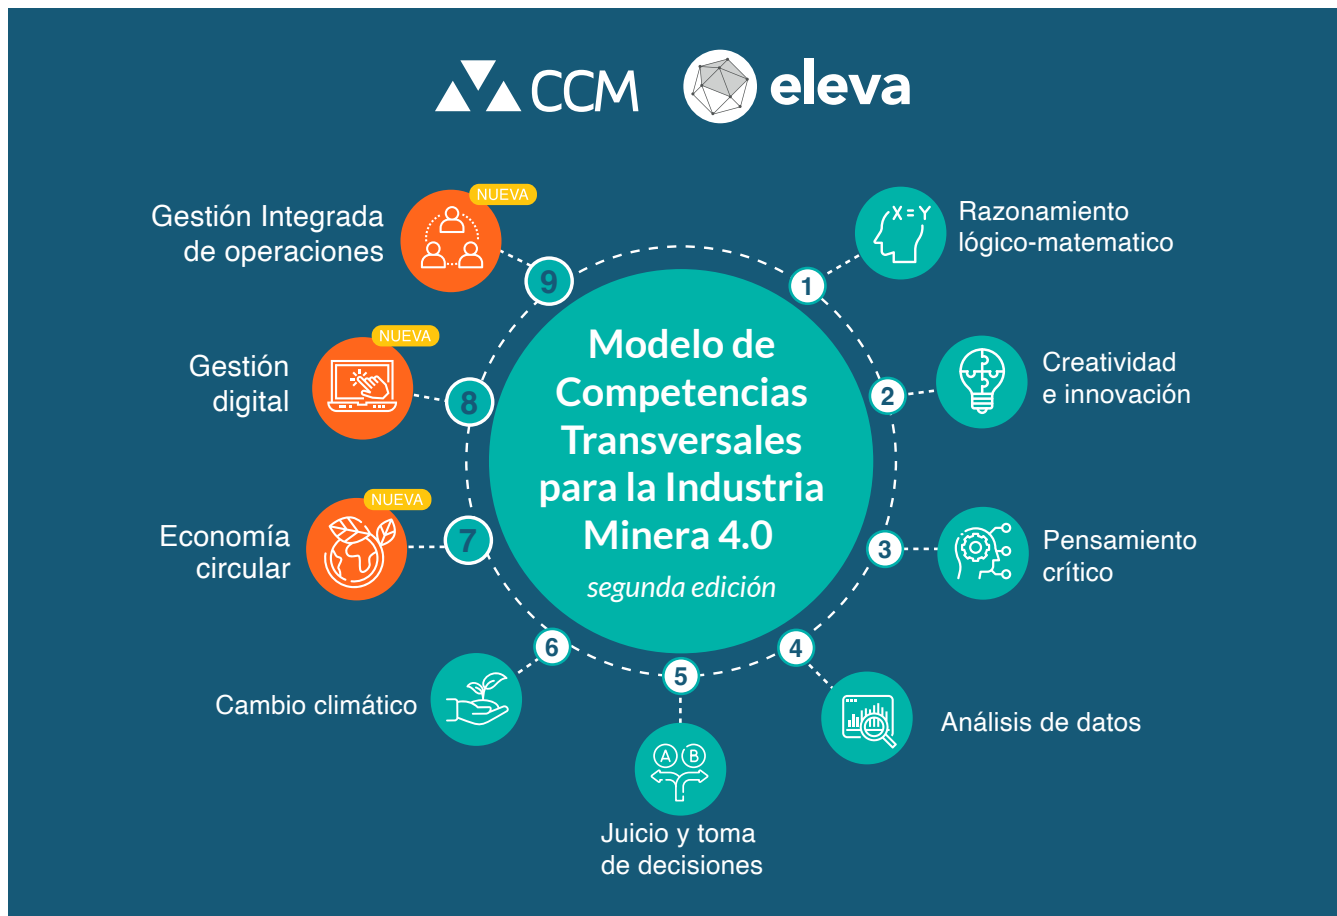 CCM
eleva
Modelo de
Competencias
Transversales
para la Industria
Minera 4.0
segunda edición
1
Razonamiento
lógico-matematico
X=Y
2
Creatividad
e innovación
3
Pensamiento
crítico
4
Análisis de datos
5
A B
Juicio y toma
de decisiones
6
Cambio climático
7
NUEVA
Economía
circular
8
NUEVA
Gestión
digital
9
NUEVA
Gestión Integrada
de operaciones